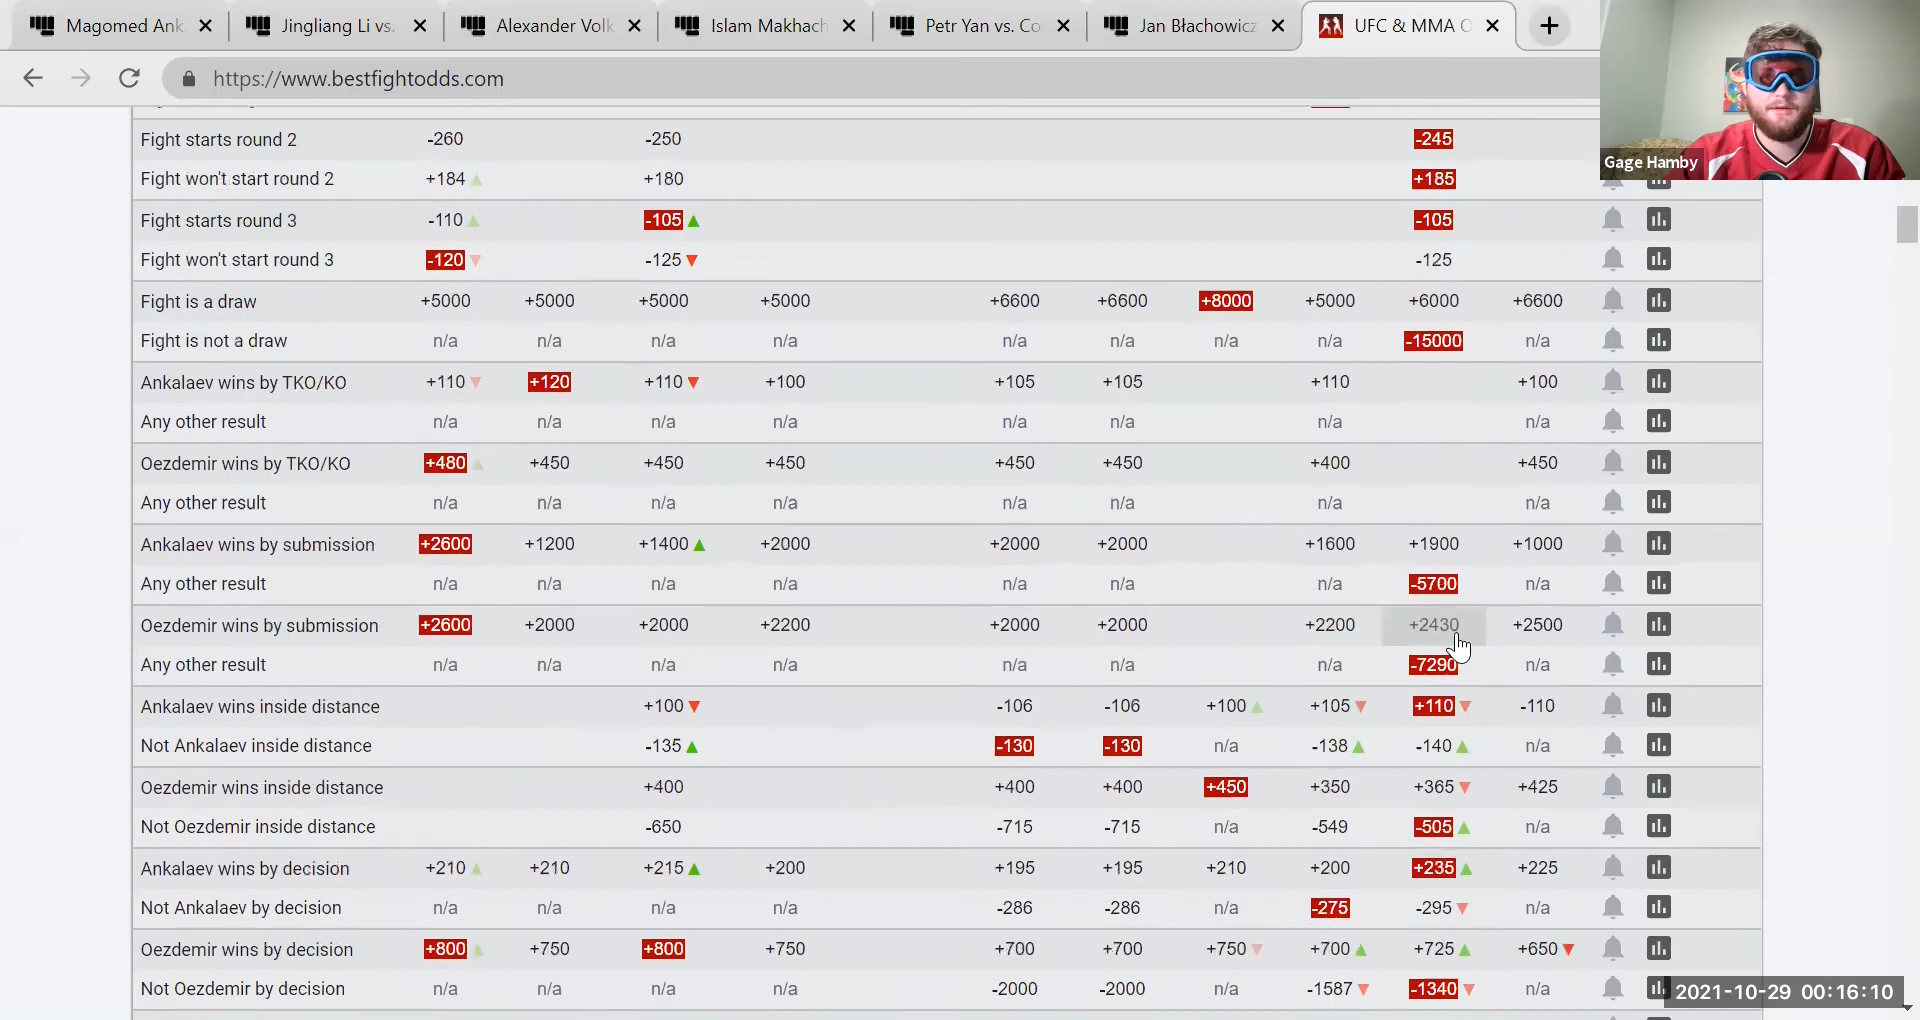 Magomed Ank Jingliang Li vs. Alexander Volk Islam Makhach Petr Yan vs. Co Jan Błachowicz UFC & MMA O
https://www.bestfightodds.com
Gage Hamby
Fight starts round 2 -260 -250 -245
Fight won't start round 2 +184 +180 +185
Fight starts round 3 -110 -105 -105
Fight won't start round 3 -120 -125 -125
Fight is a draw +5000 +5000 +5000 +5000 +6600 +6600 +8000 +5000 +6000 +6600
Fight is not a draw n/a n/a n/a n/a n/a n/a n/a n/a -15000 n/a
Ankalaev wins by TKO/KO +110 +120 +110 +100 +105 +105 +110 +100
Any other result n/a n/a n/a n/a n/a n/a n/a n/a
Oezdemir wins by TKO/KO +480 +450 +450 +450 +450 +450 +400 +450
Any other result n/a n/a n/a n/a n/a n/a n/a n/a
Ankalaev wins by submission +2600 +1200 +1400 +2000 +2000 +2000 +1600 +1900 +1000
Any other result n/a n/a n/a n/a n/a n/a n/a -5700 n/a
Oezdemir wins by submission +2600 +2000 +2000 +2200 +2000 +2000 +2200 +2430 +2500
Any other result n/a n/a n/a n/a n/a n/a n/a -7290 n/a
Ankalaev wins inside distance +100 -106 -106 +100 +105 +110 -110
Not Ankalaev inside distance -135 -130 -130 n/a -138 -140 n/a
Oezdemir wins inside distance +400 +400 +400 +450 +350 +365 +425
Not Oezdemir inside distance -650 -715 -715 n/a -549 -505 n/a
Ankalaev wins by decision +210 +210 +215 +200 +195 +195 +210 +200 +235 +225
Not Ankalaev by decision n/a n/a n/a n/a -286 -286 n/a -275 -295 n/a
Oezdemir wins by decision +800 +750 +800 +750 +700 +700 +750 +700 +725 +650
Not Oezdemir by decision n/a n/a n/a n/a -2000 -2000 n/a -1587 -1340 n/a
2021-10-29 00:16:10